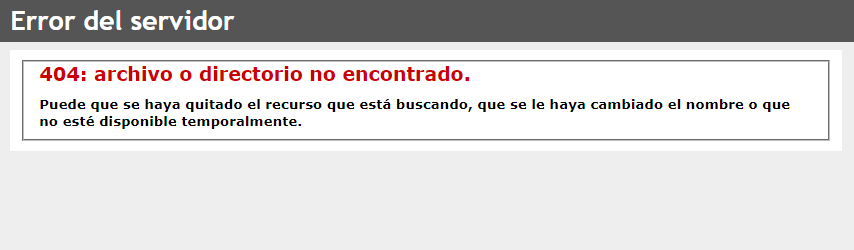 Error del servidor
404: archivo o directorio no encontrado.
Puede que se haya quitado el recurso que está buscando, que se le haya cambiado el nombre o que
no esté disponible temporalmente.